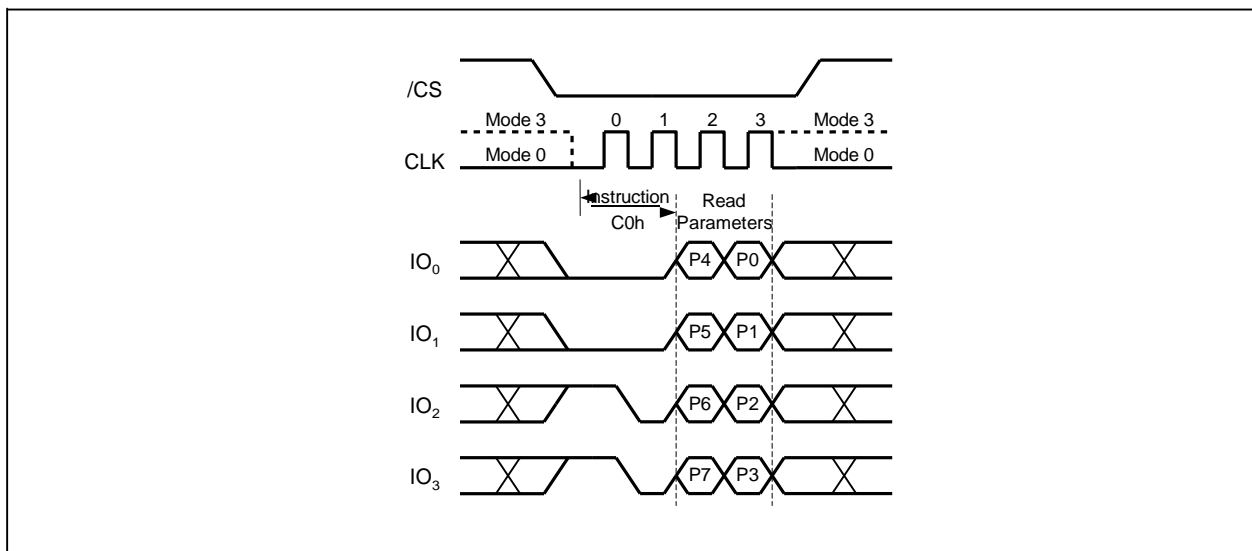 /CS
Mode 3 0 1 2 3 Mode 3
CLK Mode 0 Mode 0
Instruction Read
C0h Parameters
IO₀ P4 P0
IO₁ P5 P1
IO₂ P6 P2
IO₃ P7 P3